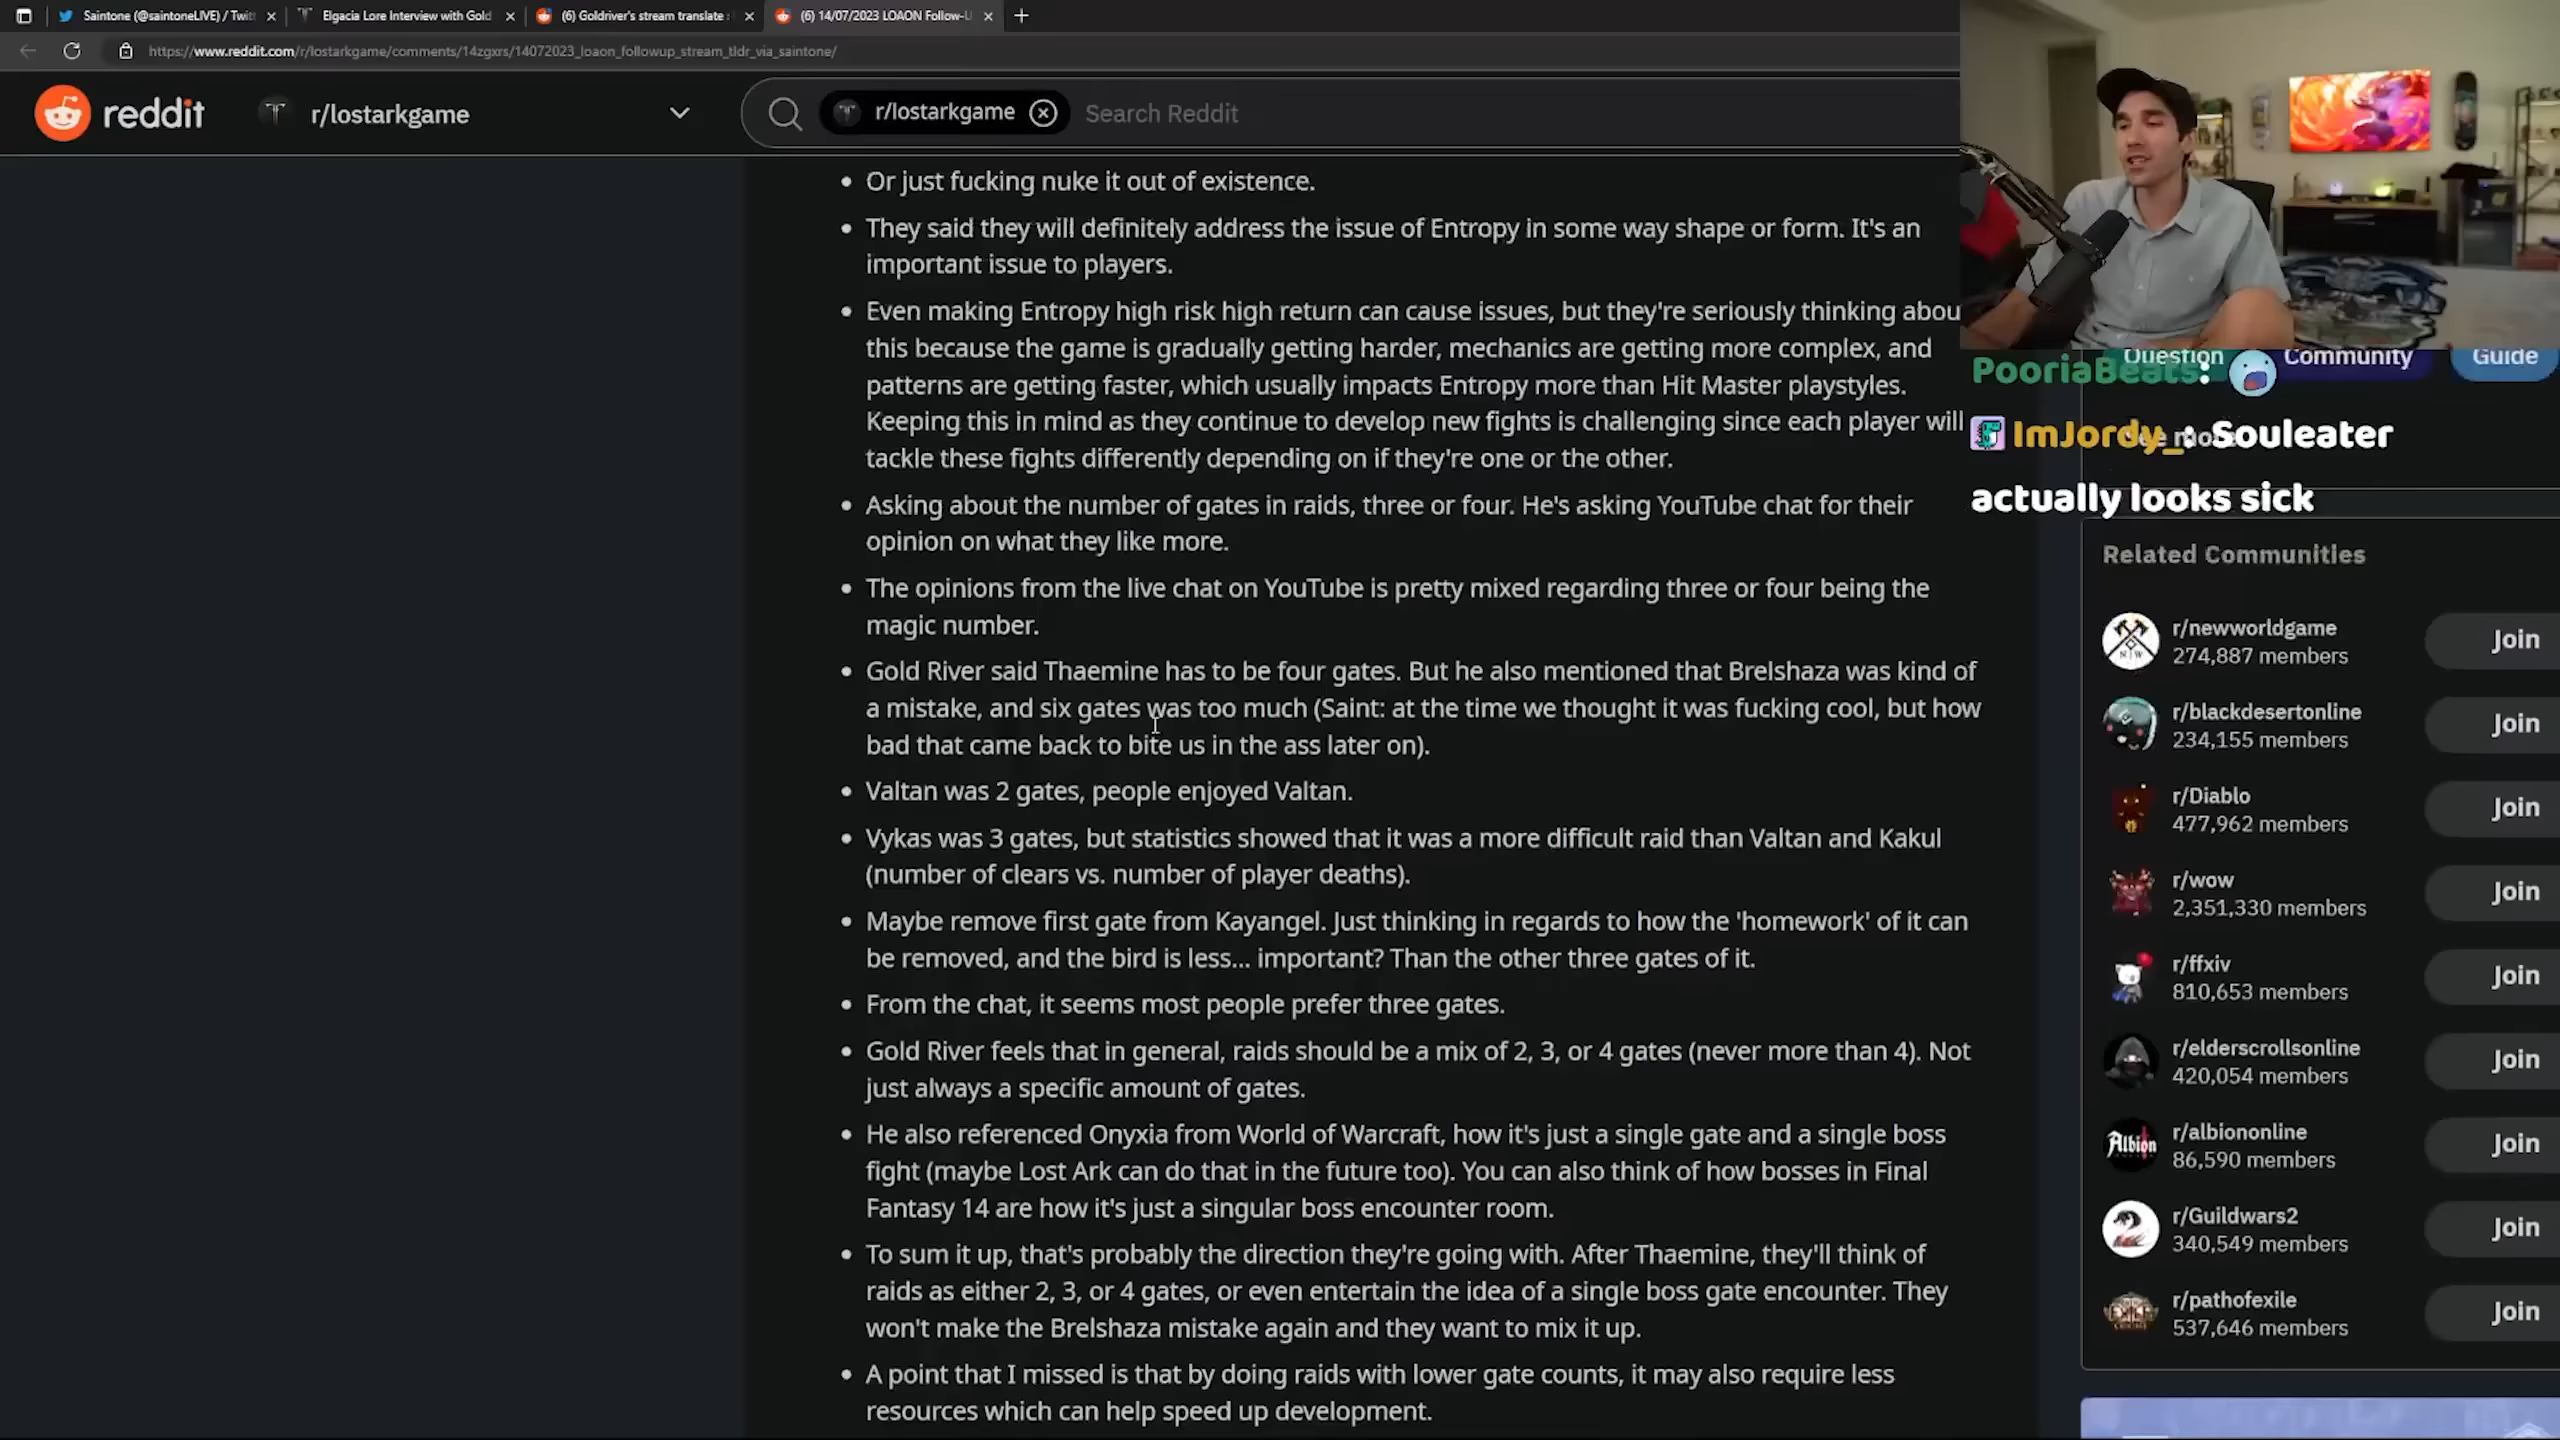 Saintone (@saintoneLIVE) / Twitt
Elgacia Lore Interview with Gold
(6) Goldriver's stream translate :
(6) 14/07/2023 LOAON Follow-U
https://www.reddit.com/r/lostarkgame/comments/14zgxrs/14072023_loaon_followup_stream_tldr_via_saintone/
reddit
r/lostarkgame
r/lostarkgame
Search Reddit
• Or just fucking nuke it out of existence.
• They said they will definitely address the issue of Entropy in some way shape or form. It's an
important issue to players.
• Even making Entropy high risk high return can cause issues, but they're seriously thinking abou
this because the game is gradually getting harder, mechanics are getting more complex, and
patterns are getting faster, which usually impacts Entropy more than Hit Master playstyles.
Keeping this in mind as they continue to develop new fights is challenging since each player will
tackle these fights differently depending on if they're one or the other.
• Asking about the number of gates in raids, three or four. He's asking YouTube chat for their
opinion on what they like more.
• The opinions from the live chat on YouTube is pretty mixed regarding three or four being the
magic number.
• Gold River said Thaemine has to be four gates. But he also mentioned that Brelshaza was kind of
a mistake, and six gates was too much (Saint: at the time we thought it was fucking cool, but how
bad that came back to bite us in the ass later on).
• Valtan was 2 gates, people enjoyed Valtan.
• Vykas was 3 gates, but statistics showed that it was a more difficult raid than Valtan and Kakul
(number of clears vs. number of player deaths).
• Maybe remove first gate from Kayangel. Just thinking in regards to how the 'homework' of it can
be removed, and the bird is less... important? Than the other three gates of it.
• From the chat, it seems most people prefer three gates.
• Gold River feels that in general, raids should be a mix of 2, 3, or 4 gates (never more than 4). Not
just always a specific amount of gates.
• He also referenced Onyxia from World of Warcraft, how it's just a single gate and a single boss
fight (maybe Lost Ark can do that in the future too). You can also think of how bosses in Final
Fantasy 14 are how it's just a singular boss encounter room.
• To sum it up, that's probably the direction they're going with. After Thaemine, they'll think of
raids as either 2, 3, or 4 gates, or even entertain the idea of a single boss gate encounter. They
won't make the Brelshaza mistake again and they want to mix it up.
• A point that I missed is that by doing raids with lower gate counts, it may also require less
resources which can help speed up development.
Question Community Guide
PooriaBeats:
ImJordy_: Souleater
actually looks sick
Related Communities
r/newworldgame
274,887 members
Join
r/blackdesertonline
234,155 members
Join
r/Diablo
477,962 members
Join
r/wow
2,351,330 members
Join
r/ffxiv
810,653 members
Join
r/elderscrollsonline
420,054 members
Join
Albion
r/albiononline
86,590 members
Join
r/Guildwars2
340,549 members
Join
r/pathofexile
537,646 members
Join